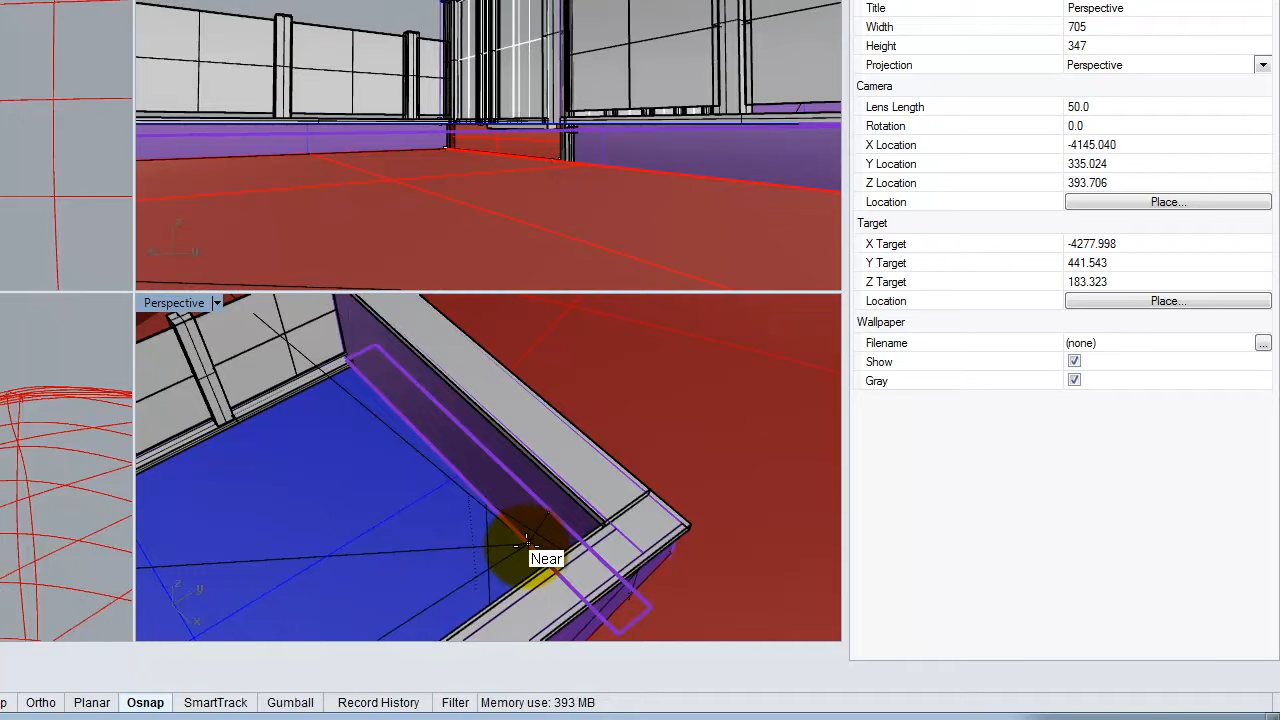 Title Perspective
Width 705
Height 347
Projection Perspective
Camera
Lens Length 50.0
Rotation 0.0
X Location -4145.040
Y Location 335.024
Z Location 393.706
Location Place...
Target
X Target -4277.998
Y Target 441.543
Z Target 183.323
Location Place...
Wallpaper
Filename (none) ...
Show
Gray
z
y
Perspective
Near
z
y
x
p Ortho Planar Osnap SmartTrack Gumball Record History Filter Memory use: 393 MB